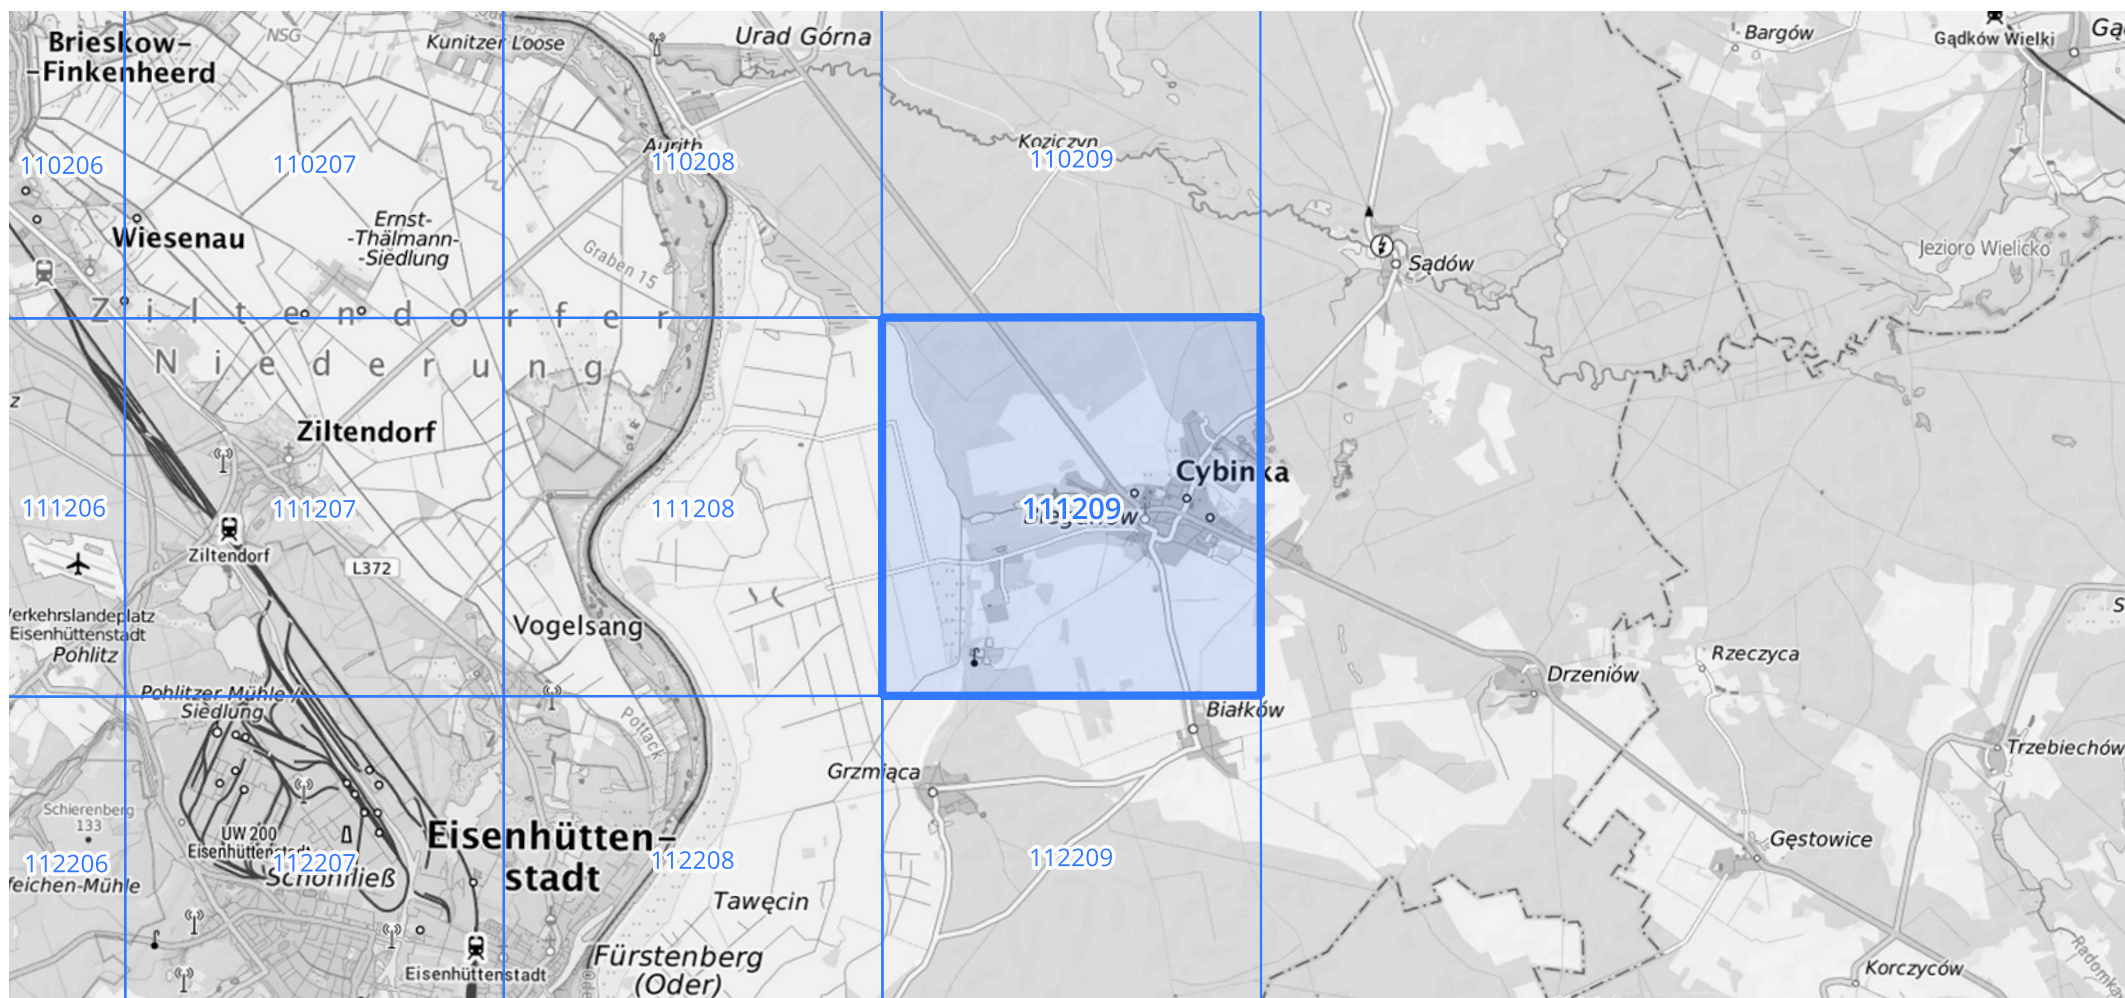 Brieskow-
-Finkenheerd
NSG
Kunitzer Loose
Urad Górna
Bargów
Gądków Wielki
Aurith
Koziczyn
110206
110207
110208
110209
Wiesenau
Ernst-
-Thälmann-
-Siedlung
Graben 15
Sądów
Jezioro Wielicko
Ziltendorfer
Niederung
Ziltendorf
Cybinka
111206
111207
111208
111209
Ziltendorf
L372
Verkehrslandeplatz
Eisenhüttenstadt
Pohlitz
Vogelsang
Drzeniów
Rzeczyca
Pohlitzer Mühle /
Siedlung
Pottack
Białków
Grzmiąca
Trzebiechów
Schierenberg
133
UW 200
Eisenhüttenstadt
Eisenhütten-
stadt
Gęstowice
112206
112207
112208
112209
Schönfließ
feichen-Mühle
Tawęcin
Fürstenberg
(Oder)
Eisenhüttenstadt
Korczyców